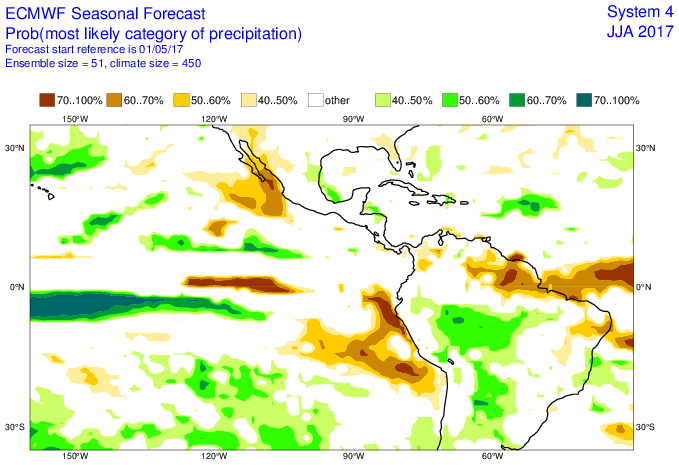 ECMWF Seasonal Forecast
System 4
Prob(most likely category of precipitation)
JJA 2017
Forecast start reference is 01/05/17
Ensemble size = 51, climate size = 450
70..100% 60..70% 50..60% 40..50% other 40..50% 50..60% 60..70% 70..100%
150°W 120°W 90°W 60°W
30°N 30°N
0°N 0°N
30°S 30°S
150°W 120°W 90°W 60°W